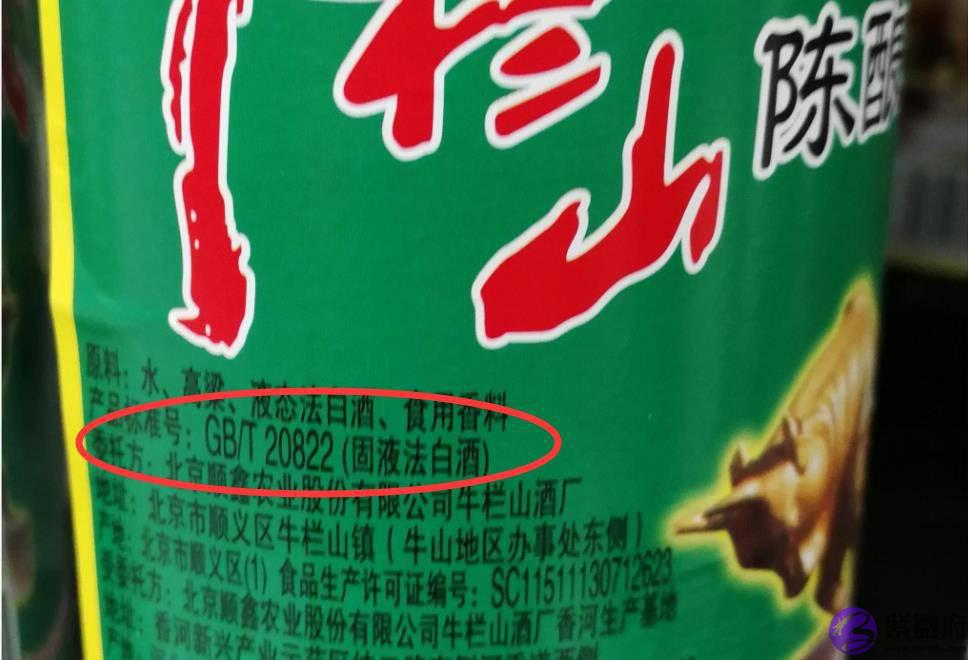 栏山
陈酿
原料：水、高粱、液态法白酒、食用香料
产品标准号：GB/T 20822 (固液法白酒)
委托方：北京顺鑫农业股份有限公司牛栏山酒厂
地址：北京市顺义区牛栏山镇（牛山地区办事处东侧）
产地：北京市顺义区(1) 食品生产许可证编号：SC11511130712623
受委托方：北京顺鑫农业股份有限公司牛栏山酒厂香河生产基地
地址：香河新兴产业示范区
紫微府